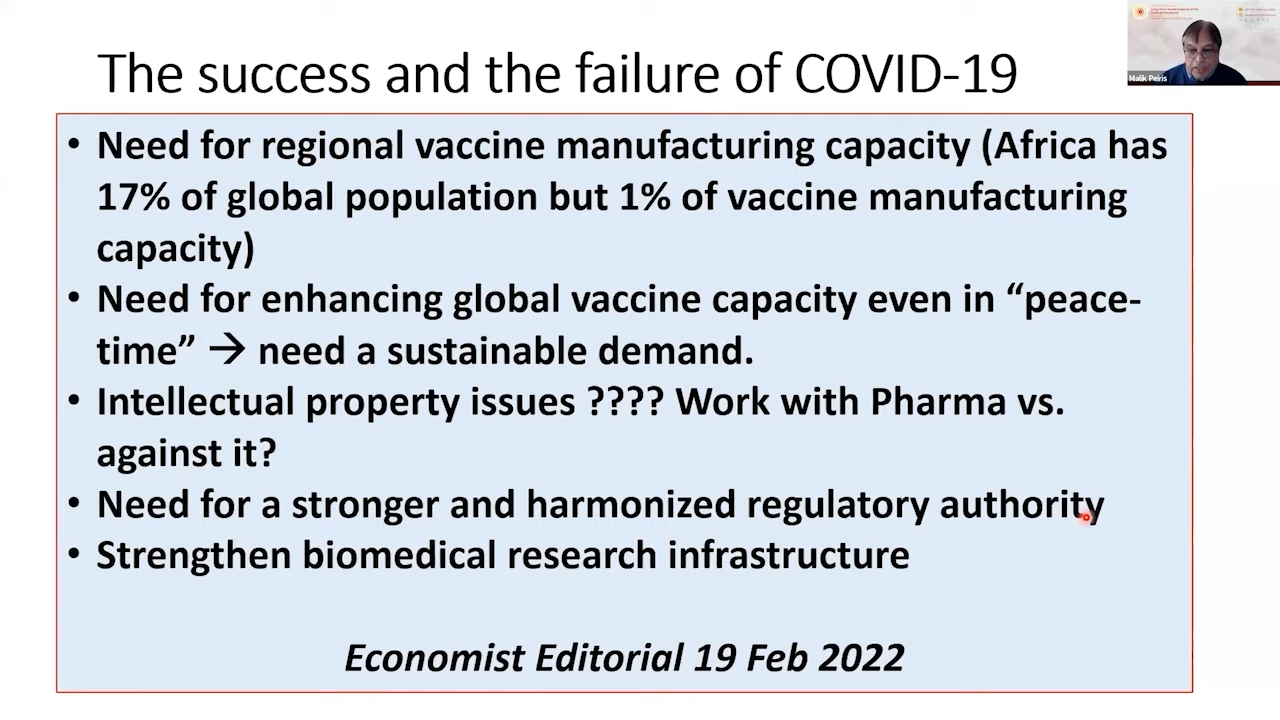 The success and the failure of COVID-19
• Need for regional vaccine manufacturing capacity (Africa has
17% of global population but 1% of vaccine manufacturing
capacity)
• Need for enhancing global vaccine capacity even in “peace-
time” → need a sustainable demand.
• Intellectual property issues ???? Work with Pharma vs.
against it?
• Need for a stronger and harmonized regulatory authority
• Strengthen biomedical research infrastructure
Economist Editorial 19 Feb 2022
Malik Peiris